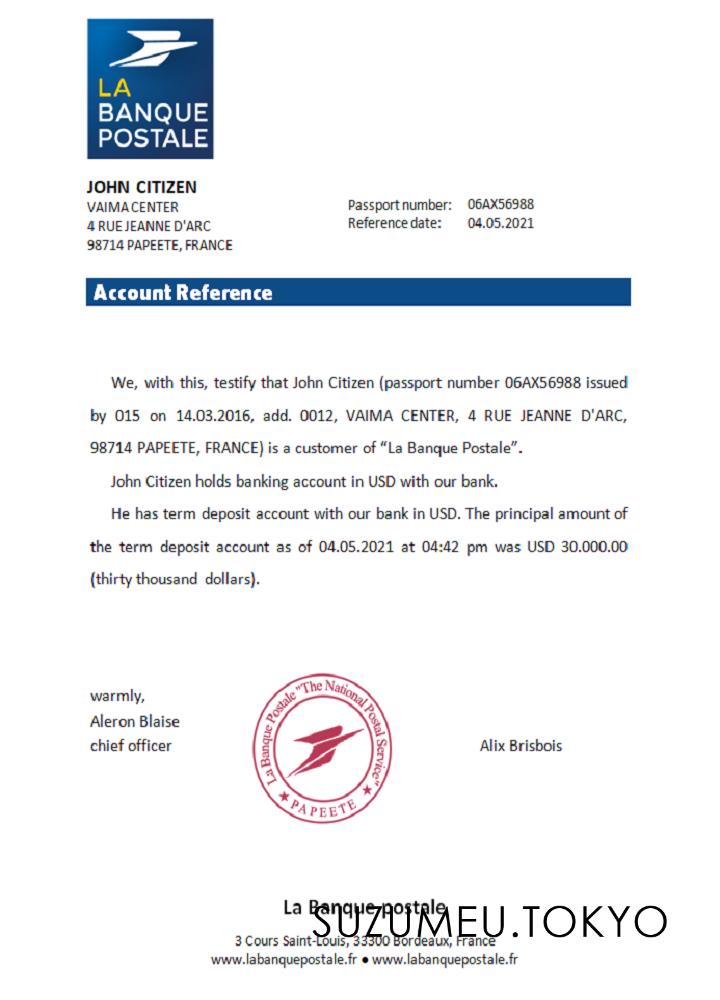 LA
BANQUE
POSTALE
JOHN CITIZEN
VAIMA CENTER
4 RUE JEANNE D'ARC
98714 PAPEETE, FRANCE
Passport number: 06AX56988
Reference date: 04.05.2021
Account Reference
We, with this, testify that John Citizen (passport number 06AX56988 issued
by 015 on 14.03.2016, add. 0012, VAIMA CENTER, 4 RUE JEANNE D'ARC,
98714 PAPEETE, FRANCE) is a customer of “La Banque Postale”.
John Citizen holds banking account in USD with our bank.
He has term deposit account with our bank in USD. The principal amount of
the term deposit account as of 04.05.2021 at 04:42 pm was USD 30.000.00
(thirty thousand dollars).
warmly,
Aleron Blaise
chief officer
La Banque Postale "The National Postal Service"
★ PAPEETE ★
Alix Brisbois
La Banque postale
SUZUMEU.TOKYO
3 Cours Saint-Louis, 33300 Bordeaux, France
www.labanquepostale.fr ● www.labanquepostale.fr